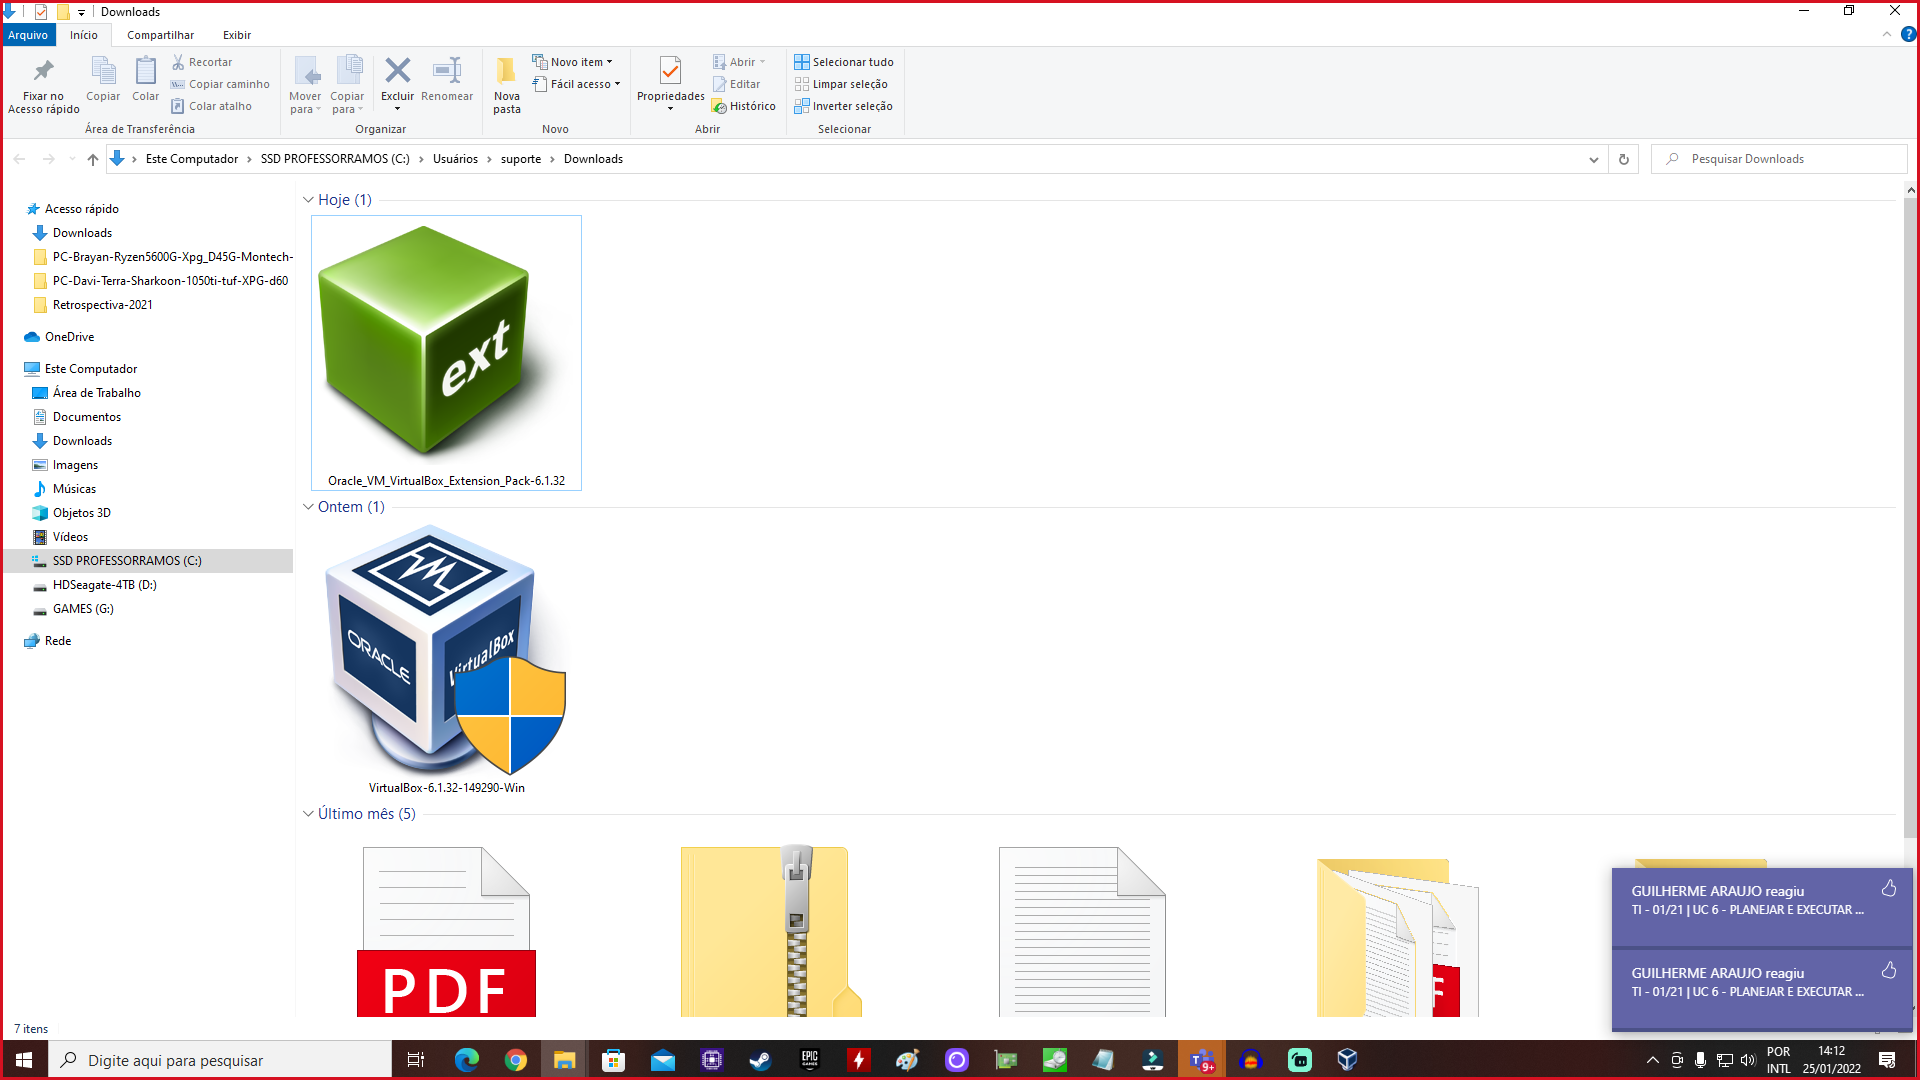 Downloads
Arquivo
Início
Compartilhar
Exibir
?
Fixar no
Acesso rápido
Copiar
Colar
Recortar
Copiar caminho
Colar atalho
Área de Transferência
Mover
para
Copiar
para
Excluir
Renomear
Organizar
Nova
pasta
Novo item
Fácil acesso
Novo
Propriedades
Abrir
Editar
Histórico
Abrir
Selecionar tudo
Limpar seleção
Inverter seleção
Selecionar
Este Computador
SSD PROFESSORRAMOS (C:)
Usuários
suporte
Downloads
Pesquisar Downloads
Acesso rápido
Downloads
PC-Brayan-Ryzen5600G-Xpg_D45G-Montech-
PC-Davi-Terra-Sharkoon-1050ti-tuf-XPG-d60
Retrospectiva-2021
OneDrive
Este Computador
Área de Trabalho
Documentos
Downloads
Imagens
Músicas
Objetos 3D
Vídeos
SSD PROFESSORRAMOS (C:)
HDSeagate-4TB (D:)
GAMES (G:)
Rede
Hoje (1)
ext
Oracle_VM_VirtualBox_Extension_Pack-6.1.32
Ontem (1)
ORACLE
VirtualBox
VirtualBox-6.1.32-149290-Win
Último mês (5)
PDF
F
GUILHERME ARAUJO reagiu
TI - 01/21 | UC 6 - PLANEJAR E EXECUTAR ...
GUILHERME ARAUJO reagiu
TI - 01/21 | UC 6 - PLANEJAR E EXECUTAR ...
7 itens
Digite aqui para pesquisar
EPIC
GAMES
9+
POR
INTL
14:12
25/01/2022